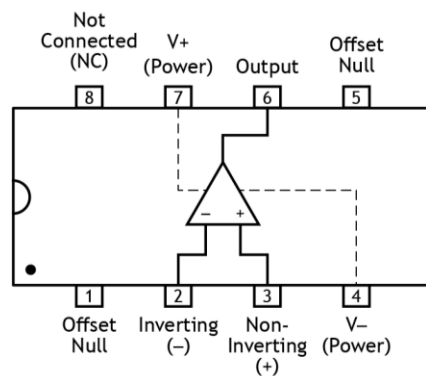 Not
Connected
(NC)
V+
(Power)
Output
Offset
Null
8
7
6
5
–
+
1
2
3
4
Offset
Null
Inverting
(–)
Non-
Inverting
(+)
V–
(Power)